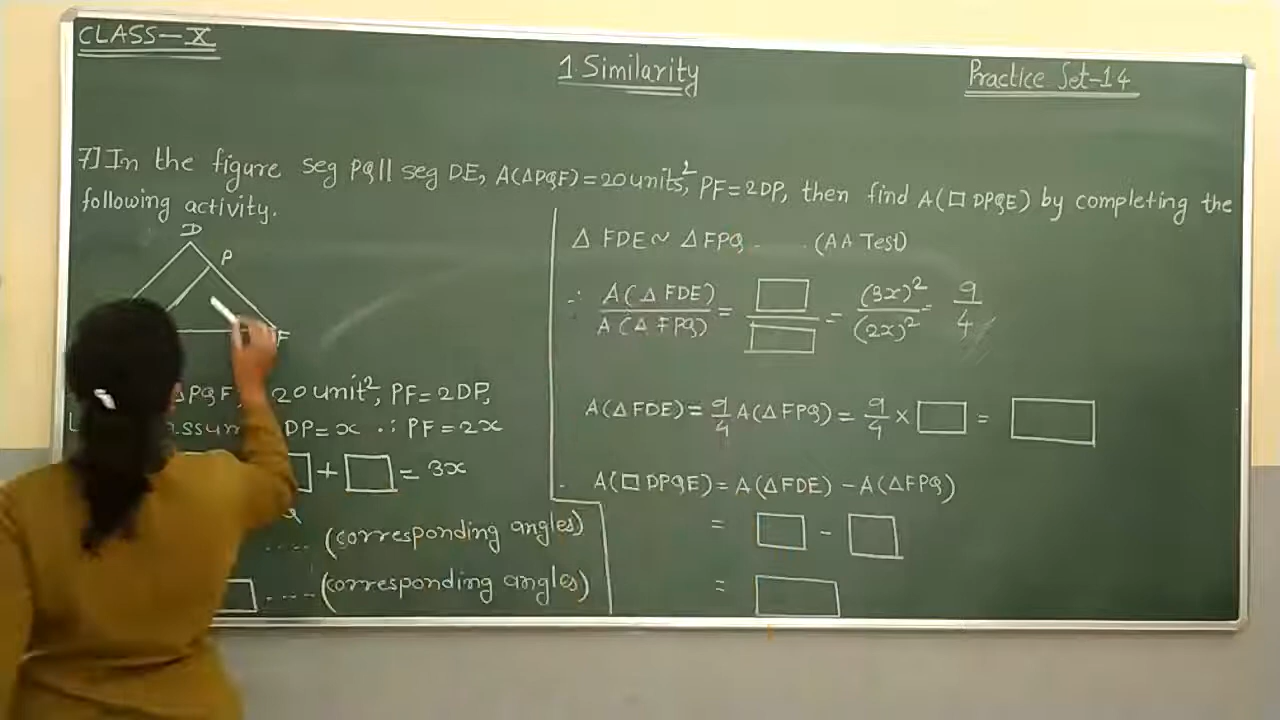 CLASS-X
1. Similarity
Practice Set-14
7] In the figure seg PQ || seg DE, A(△PQF) = 20 units², PF = 2DP, then find A(□DPQE) by completing the
following activity.
D
P
F
△PQF 20 unit², PF = 2DP,
assum DP = x ∴ PF = 2x
□ + □ = 3x
.... (corresponding angles)
□ .... (corresponding angles)
△ FDE ~ △ FPQ .. .. (AA Test)
∴ A(△ FDE) / A(△ FPQ) = □ / □ = (3x)² / (2x)² = 9 / 4
A(△FDE) = 9/4 A(△FPQ) = 9/4 × □ = □
A(□DPQE) = A(△FDE) - A(△FPQ)
= □ - □
= □